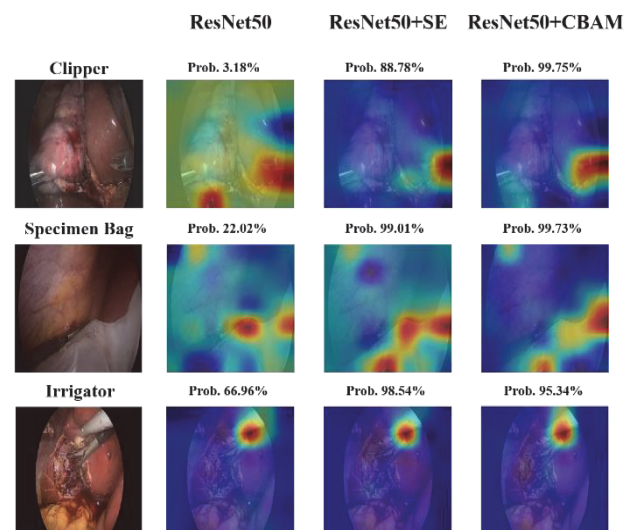 ResNet50 ResNet50+SE ResNet50+CBAM
Clipper Prob. 3.18% Prob. 88.78% Prob. 99.75%
Specimen Bag Prob. 22.02% Prob. 99.01% Prob. 99.73%
Irrigator Prob. 66.96% Prob. 98.54% Prob. 95.34%